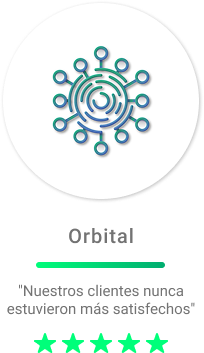 Orbital
"Nuestros clientes nunca
estuvieron más satisfechos"